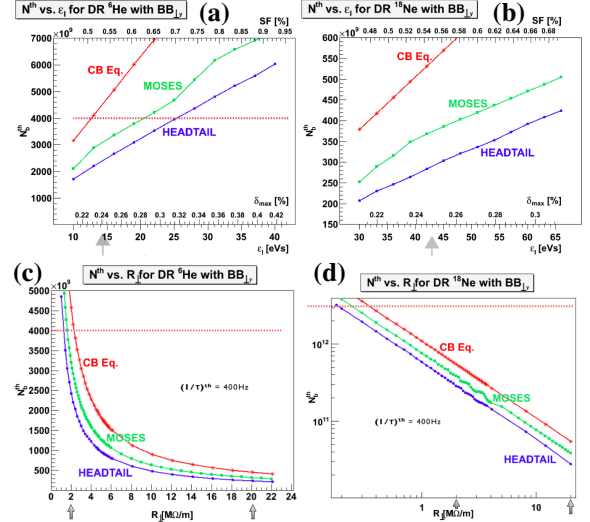 N^th vs. ε_l for DR ^6He with BB_⊥y
(a)
SF [%]
0.5 0.55 0.6 0.65 0.7 0.75 0.8 0.85 0.9 0.95
×10^9
7000
6000
5000
4000
3000
2000
1000
N_b^th
CB Eq.
MOSES
HEADTAIL
δ_max [%]
0.22 0.24 0.26 0.28 0.3 0.32 0.34 0.36 0.38 0.4 0.42
10 15 20 25 30 35 40
ε_l [eVs]
N^th vs. ε_l for DR ^18Ne with BB_⊥y
(b)
SF [%]
0.48 0.5 0.52 0.54 0.56 0.58 0.6 0.62 0.64 0.66 0.68
×10^9
600
550
500
450
400
350
300
250
200
150
N_b^th
CB Eq.
MOSES
HEADTAIL
δ_max [%]
0.22 0.24 0.26 0.28 0.3
30 35 40 45 50 55 60 65
ε_l [eVs]
(c)
N^th vs. R_⊥ for DR ^6He with BB_⊥y
×10^9
5000
4500
4000
3500
3000
2500
2000
1500
1000
500
N_b^th
CB Eq.
(1/τ)^th = 400Hz
MOSES
HEADTAIL
0 2 4 6 8 10 12 14 16 18 20 22 24
R_⊥[MΩ/m]
N^th vs. R_⊥ for DR ^18Ne with BB_⊥y
(d)
10^12
10^11
N_b^th
CB Eq.
MOSES
(1/τ)^th = 400Hz
HEADTAIL
1 10
R_⊥[MΩ/m]